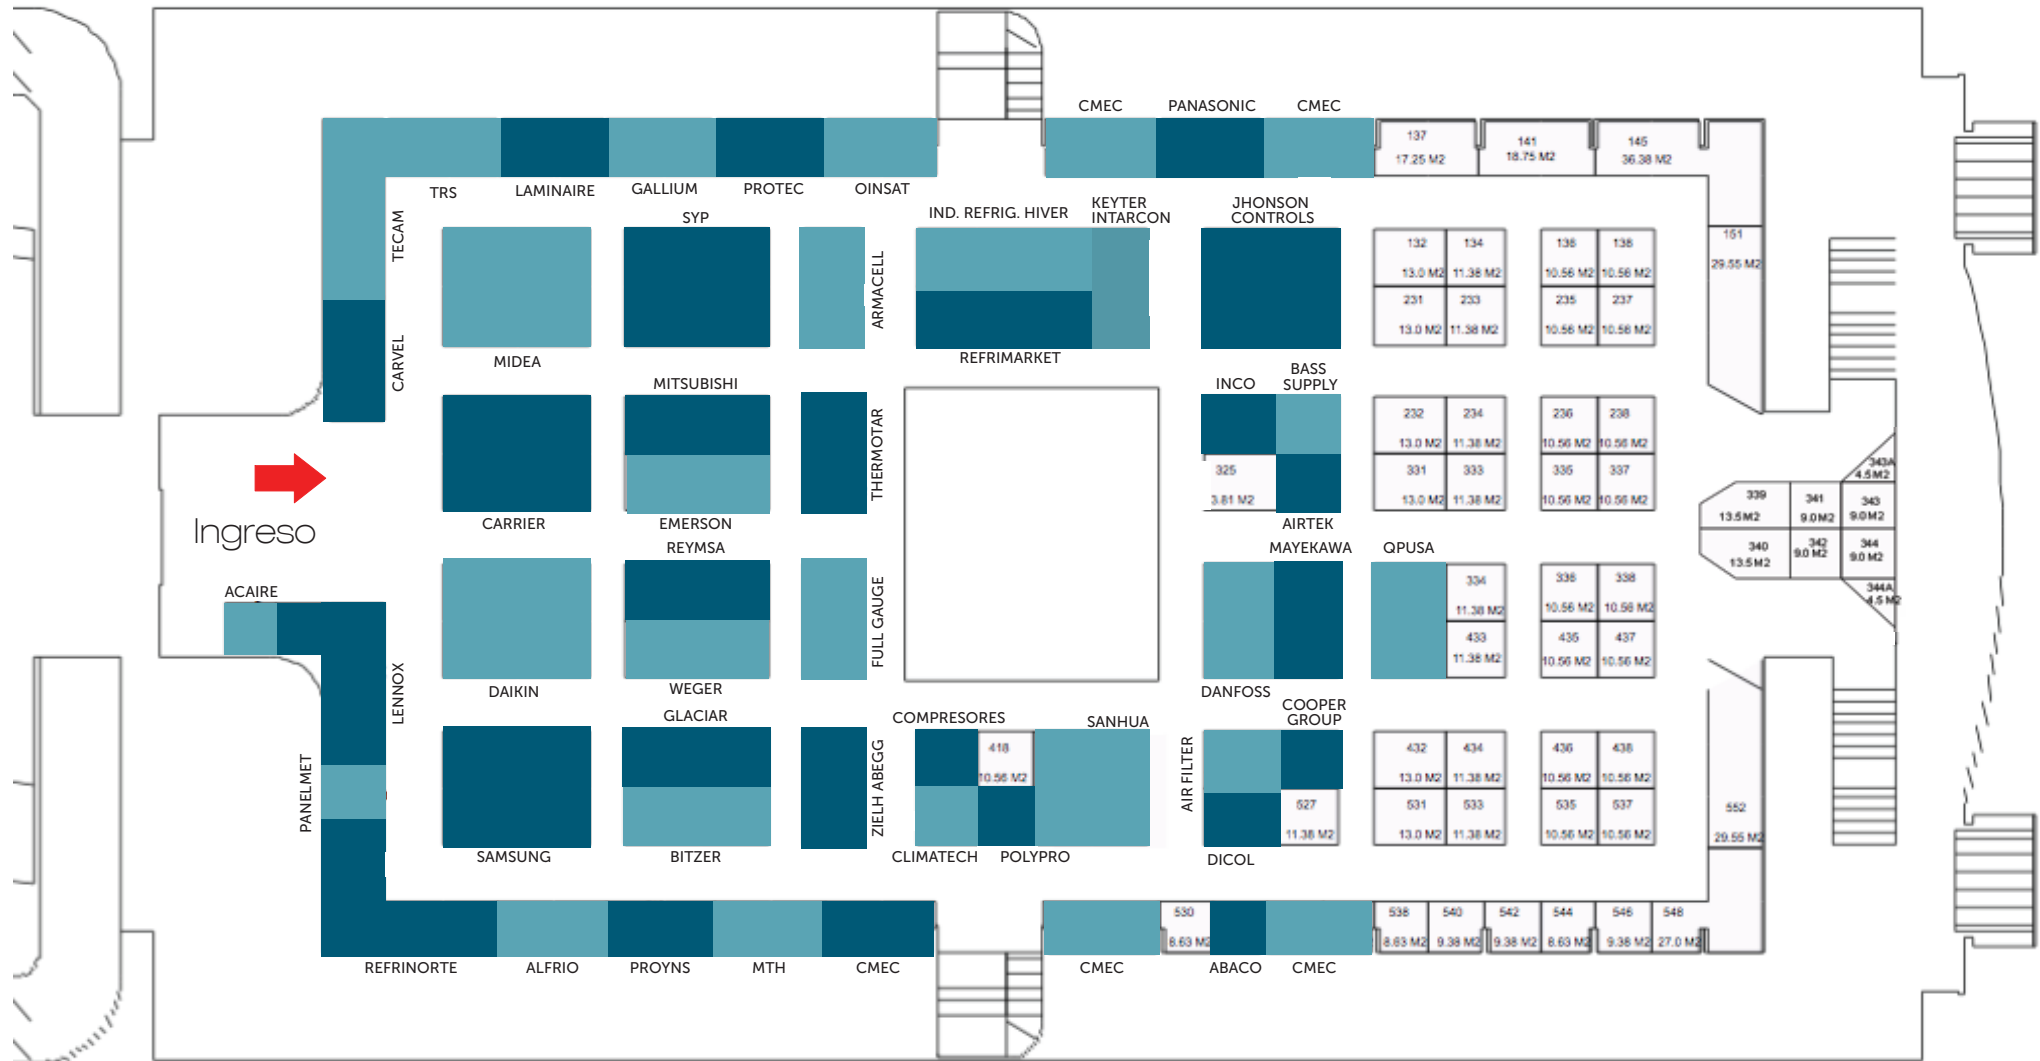 CMEC
PANASONIC
CMEC
137
17.25 M2
141
18.75 M2
145
36.38 M2
TRS
LAMINAIRE
GALLIUM
PROTEC
OINSAT
TECAM
CARVEL
SYP
MIDEA
ARMACELL
IND. REFRIG. HIVER
KEYTER
INTARCON
REFRIMARKET
JHONSON
CONTROLS
132
13.0 M2
134
11.38 M2
136
10.56 M2
138
10.56 M2
151
29.55 M2
231
13.0 M2
233
11.38 M2
235
10.56 M2
237
10.56 M2
MITSUBISHI
CARRIER
EMERSON
THERMOTAR
INCO
BASS
SUPPLY
325
3.81 M2
AIRTEK
232
13.0 M2
234
11.38 M2
236
10.56 M2
238
10.56 M2
331
13.0 M2
333
11.38 M2
335
10.56 M2
337
10.56 M2
343A
4.5 M2
339
13.5 M2
341
9.0 M2
343
9.0 M2
340
13.5 M2
342
9.0 M2
344
9.0 M2
344A
4.5 M2
Ingreso
ACAIRE
LENNOX
PANELMET
REYMSA
DAIKIN
WEGER
FULL GAUGE
MAYEKAWA
DANFOSS
QPUSA
334
11.38 M2
336
10.56 M2
338
10.56 M2
433
11.38 M2
435
10.56 M2
437
10.56 M2
GLACIAR
SAMSUNG
BITZER
ZIELH ABEGG
COMPRESORES
418
10.56 M2
SANHUA
CLIMATECH
POLYPRO
AIR FILTER
COOPER
GROUP
527
11.38 M2
DICOL
432
13.0 M2
434
11.38 M2
436
10.56 M2
438
10.56 M2
531
13.0 M2
533
11.38 M2
535
10.56 M2
537
10.56 M2
552
29.55 M2
REFRINORTE
ALFRIO
PROYNS
MTH
CMEC
CMEC
530
8.63 M2
ABACO
CMEC
538
8.63 M2
540
9.38 M2
542
9.38 M2
544
8.63 M2
546
9.38 M2
548
27.0 M2